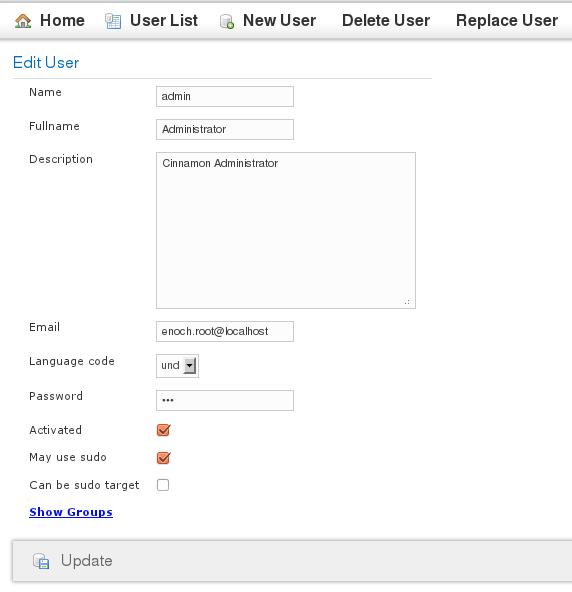 Home User List New User Delete User Replace User
Edit User
Name admin
Fullname Administrator
Description Cinnamon Administrator
Email enoch.root@localhost
Language code und
Password •••
Activated
May use sudo
Can be sudo target
Show Groups
Update